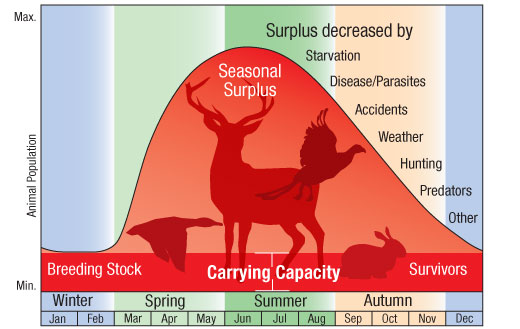 Max.
Surplus decreased by
Starvation
Seasonal
Surplus
Disease/Parasites
Accidents
Weather
Hunting
Predators
Other
Animal Population
Breeding Stock
Carrying Capacity
Survivors
Min.
Winter Spring Summer Autumn
Jan Feb Mar Apr May Jun Jul Aug Sep Oct Nov Dec